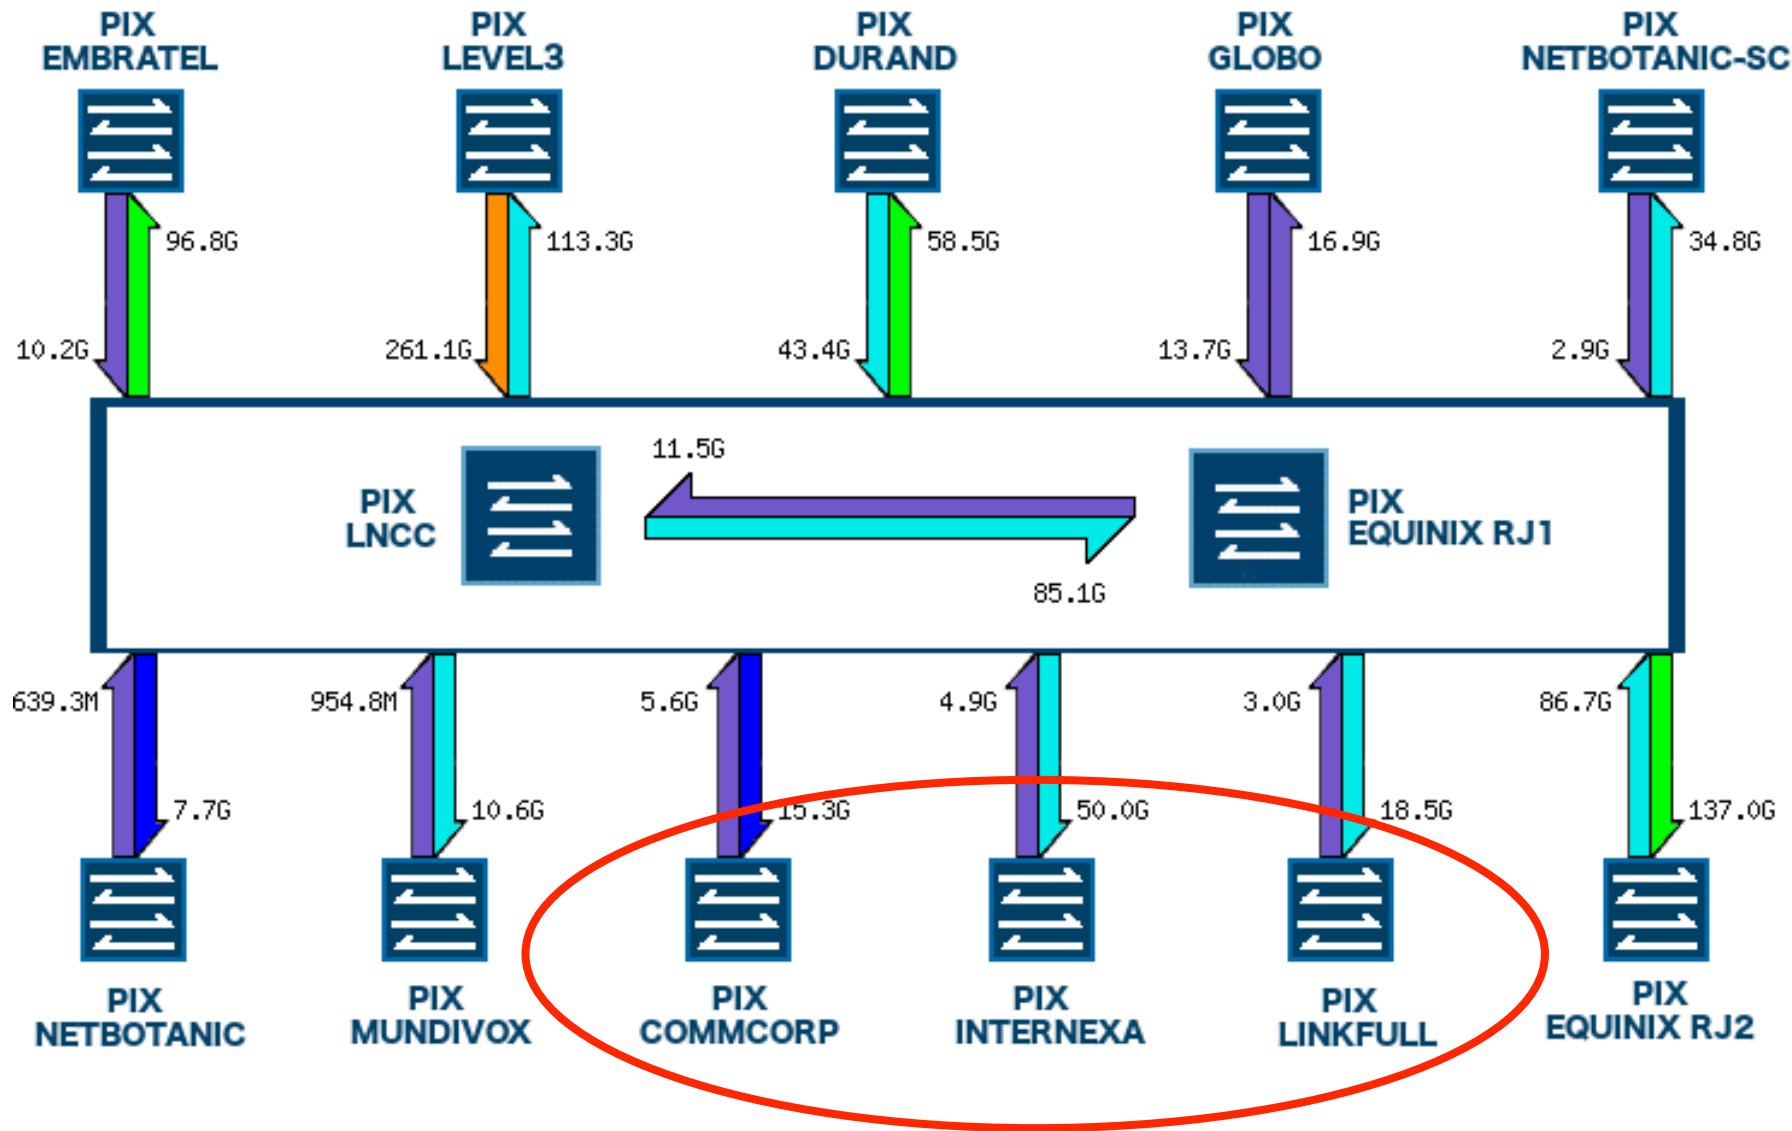 PIX
EMBRATEL
PIX
LEVEL3
PIX
DURAND
PIX
GLOBO
PIX
NETBOTANIC-SC
96.8G
113.3G
58.5G
16.9G
34.8G
10.2G
261.1G
43.4G
13.7G
2.9G
11.5G
PIX
LNCC
PIX
EQUINIX RJ1
85.1G
639.3M
954.8M
5.6G
4.9G
3.0G
86.7G
7.7G
10.6G
15.3G
50.0G
18.5G
137.0G
PIX
NETBOTANIC
PIX
MUNDIVOX
PIX
COMMCORP
PIX
INTERNEXA
PIX
LINKFULL
PIX
EQUINIX RJ2